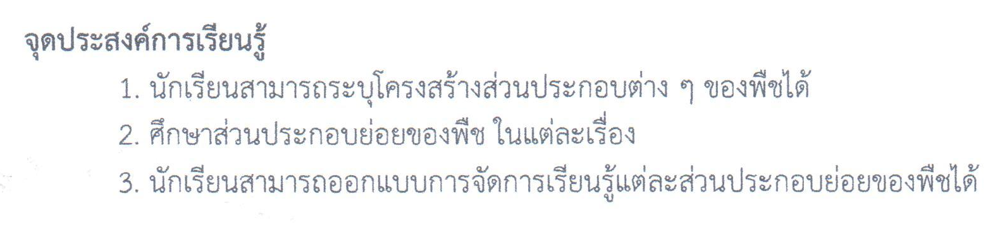 จุดประสงค์การเรียนรู้
1. นักเรียนสามารถระบุโครงสร้างส่วนประกอบต่าง ๆ ของพืชได้
2. ศึกษาส่วนประกอบย่อยของพืช ในแต่ละเรื่อง
3. นักเรียนสามารถออกแบบการจัดการเรียนรู้แต่ละส่วนประกอบย่อยของพืชได้